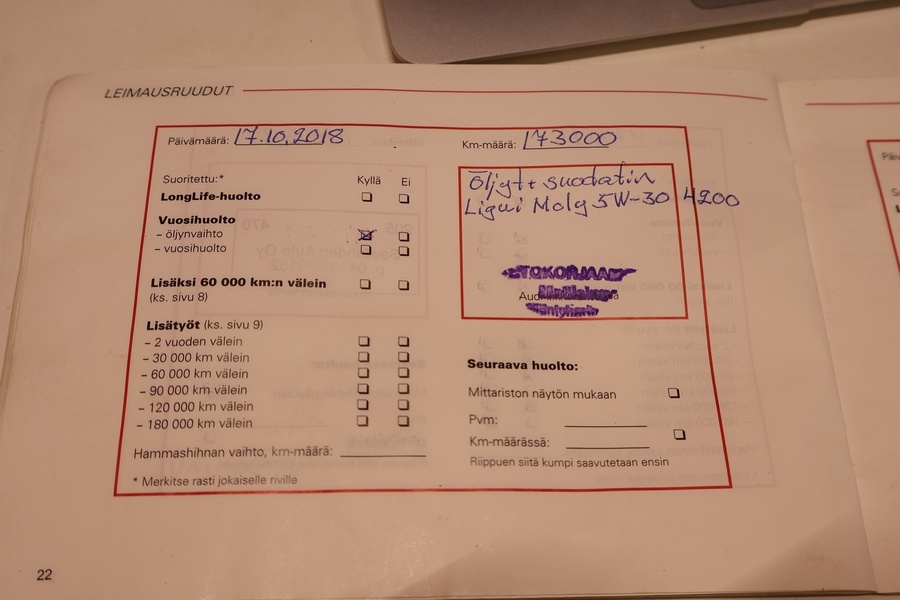 LEIMAUSRUUDUT
Päivämäärä: 17.10.2018
Km-määrä: 173000
Suoritettu:* Kyllä Ei
LongLife-huolto
Vuosihuolto
– öljynvaihto
– vuosihuolto
Lisäksi 60 000 km:n välein
(ks. sivu 8)
Lisätyöt (ks. sivu 9)
– 2 vuoden välein
– 30 000 km välein
– 60 000 km välein
– 90 000 km välein
– 120 000 km välein
– 180 000 km välein
Hammashihnan vaihto, km-määrä:
* Merkitse rasti jokaiselle riville
Öljyt+ suodatin
Liqui Moly 5W-30 4200
Seuraava huolto:
Mittariston näytön mukaan
Pvm:
Km-määrässä:
Riippuen siitä kumpi saavutetaan ensin
22